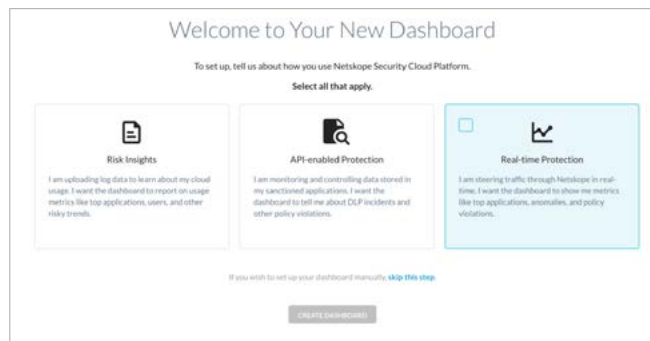 Welcome to Your New Dashboard
To set up, tell us about how you use Netskope Security Cloud Platform.
Select all that apply.
Risk Insights
I am uploading log data to learn about my cloud
usage. I want the dashboard to report on usage
metrics like top applications, users, and other
risky trends.
API-enabled Protection
I am monitoring and controlling data stored in
my sanctioned applications. I want the
dashboard to tell me about DLP incidents and
other policy violations.
Real-time Protection
I am steering traffic through Netskope in real-
time. I want the dashboard to show me metrics
like top applications, anomalies, and policy
violations.
If you wish to set up your dashboard manually, skip this step.
CREATE DASHBOARD